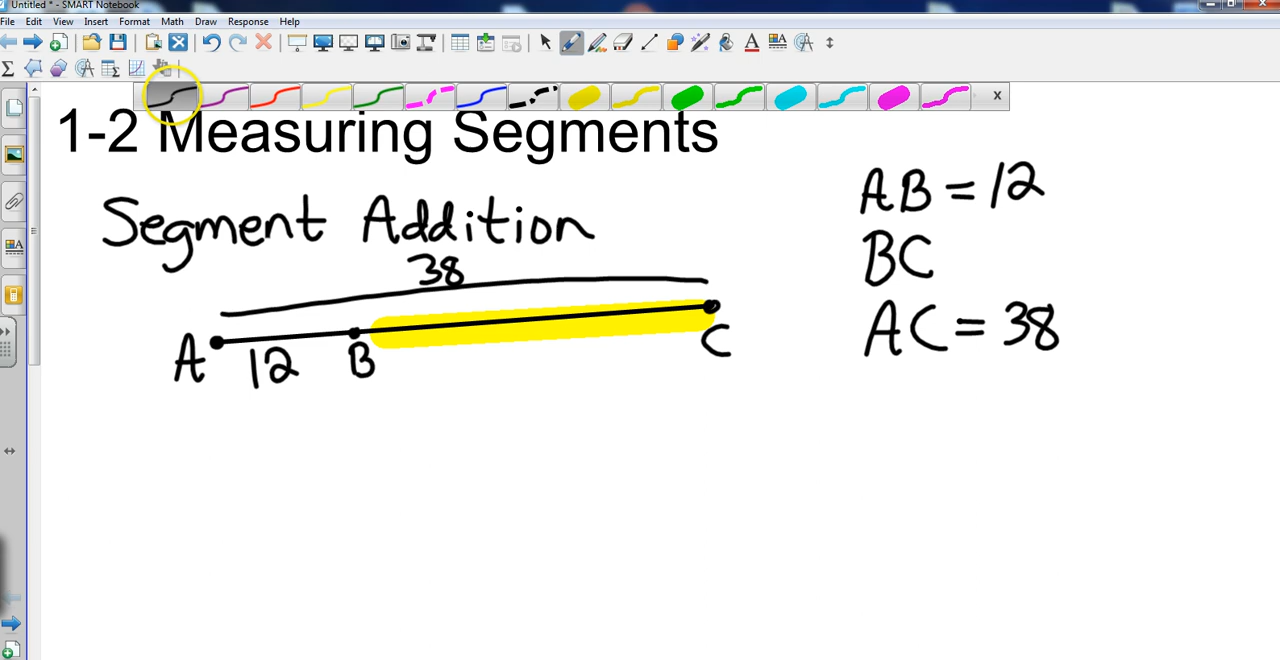 Untitled * - SMART Notebook
File Edit View Insert Format Math Draw Response Help
1-2 Measuring Segments
Segment Addition
38
A 12 B C
AB = 12
BC
AC = 38